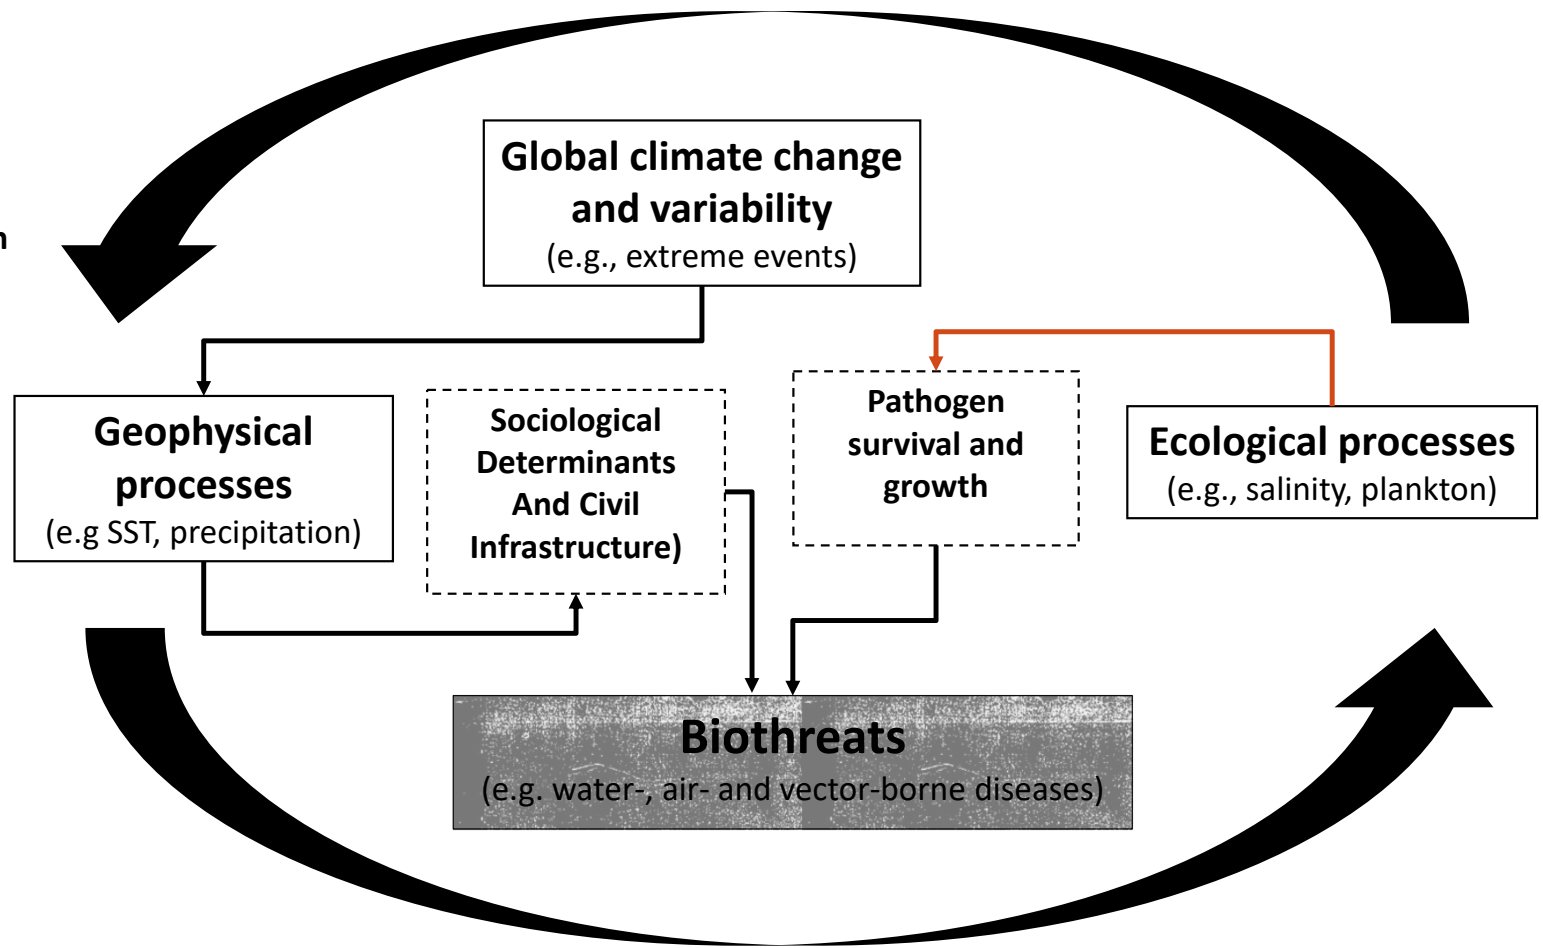 Global climate change
and variability
(e.g., extreme events)
Geophysical
processes
(e.g SST, precipitation)
Sociological
Determinants
And Civil
Infrastructure)
Pathogen
survival and
growth
Ecological processes
(e.g., salinity, plankton)
Biothreats
(e.g. water-, air- and vector-borne diseases)